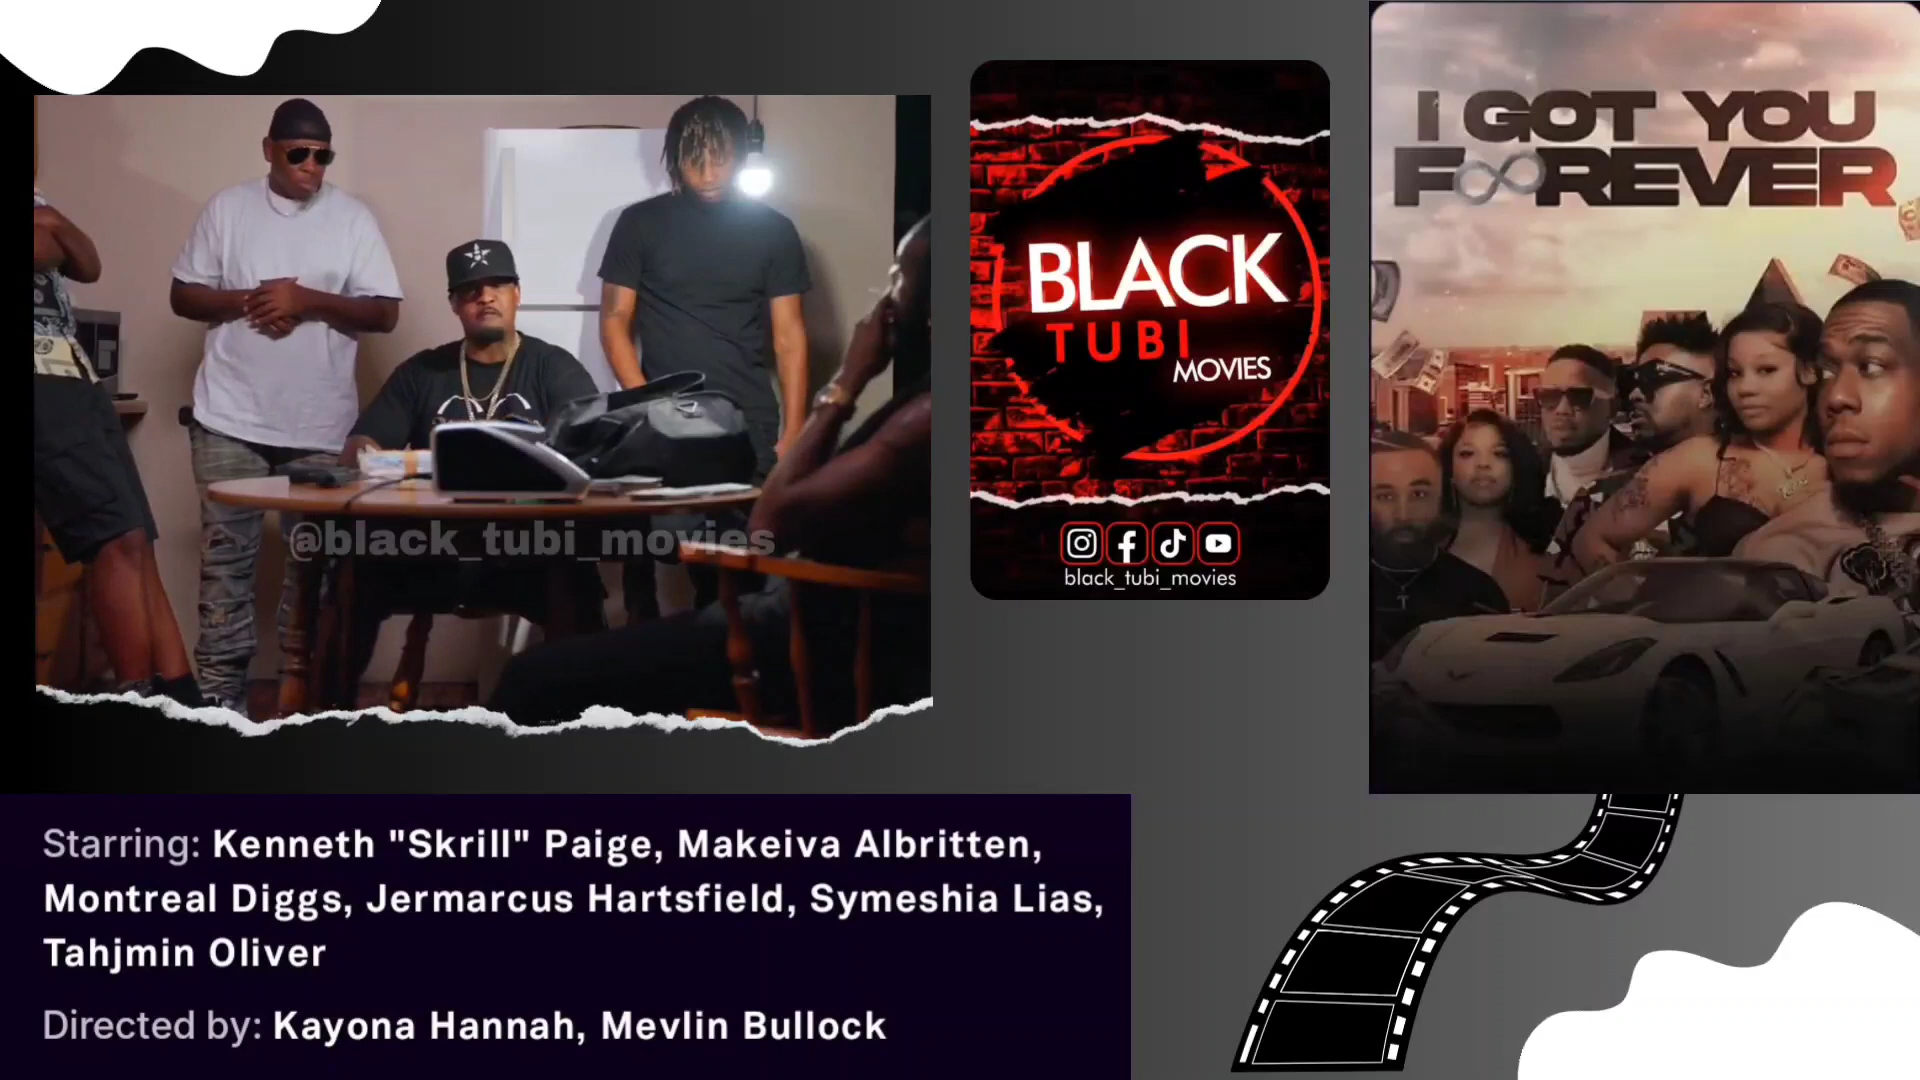 I GOT YOU
FOREVER
BLACK
TUBI
MOVIES
black_tubi_movies
@black_tubi_movies
Starring: Kenneth "Skrill" Paige, Makeiva Albritten,
Montreal Diggs, Jermarcus Hartsfield, Symeshia Lias,
Tahjmin Oliver
Directed by: Kayona Hannah, Mevlin Bullock